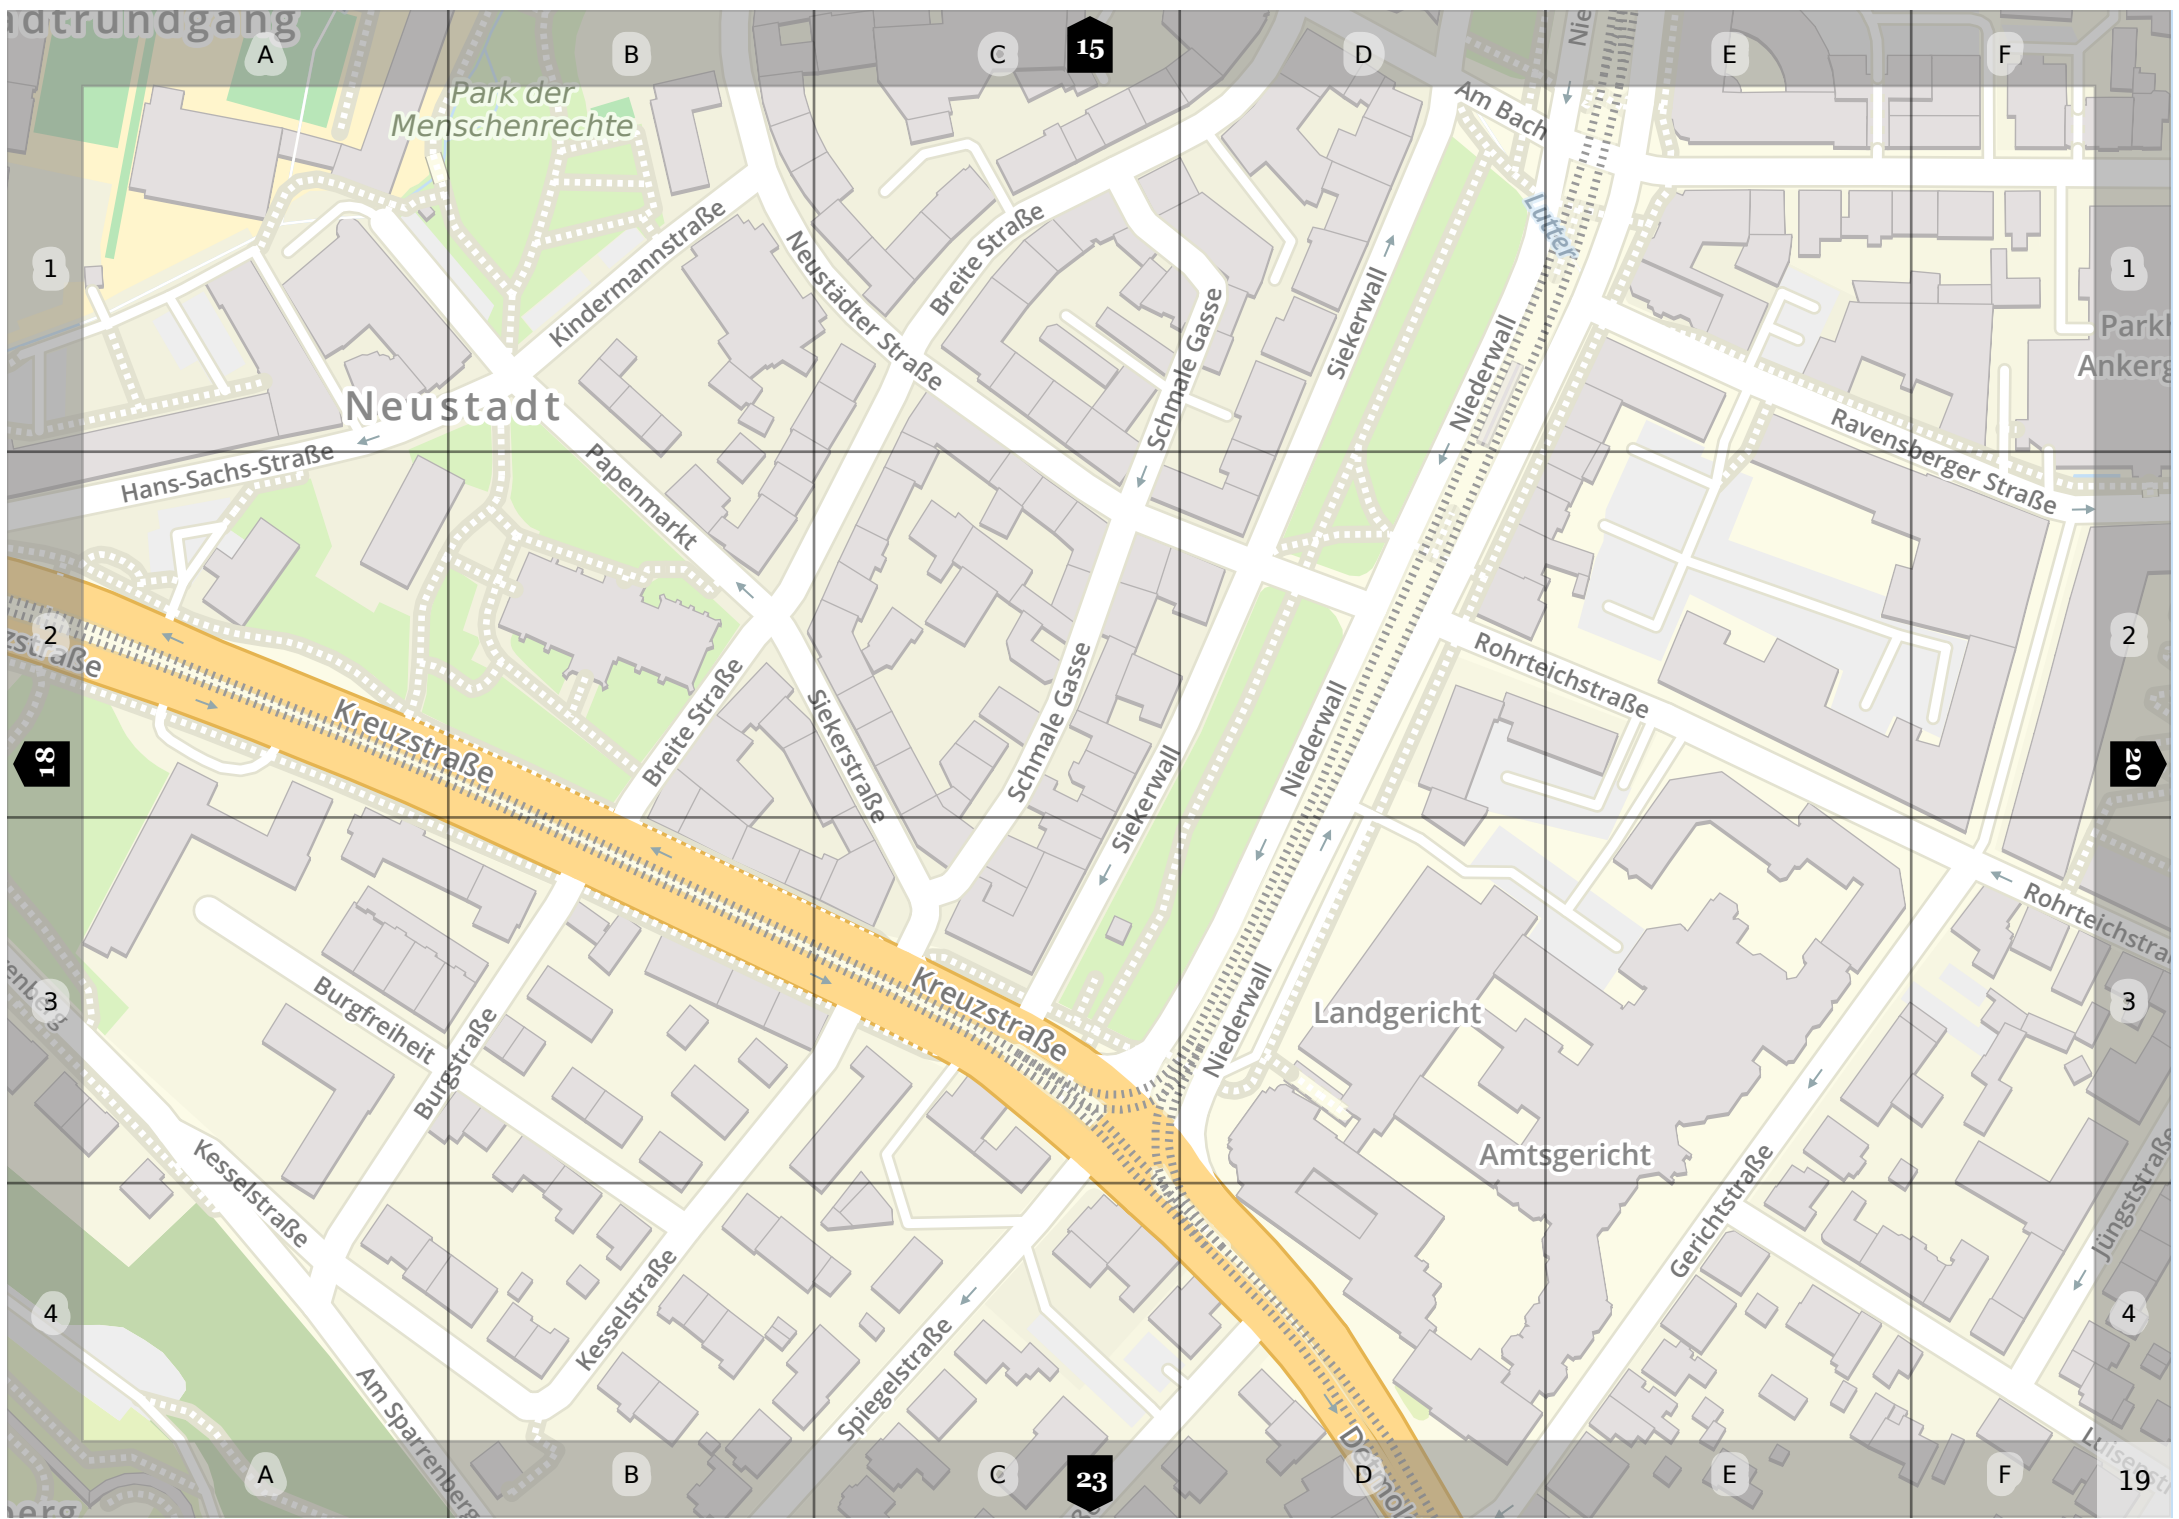 adtrundgang
A
B
C
15
D
E
F
Nie
Park der
Menschenrechte
Am Bach
Lutter
1
Kindermannstraße
Neustädter Straße
Breite Straße
Schmale Gasse
Siekerwall
Niederwall
1
Neustadt
Ravensberger Straße
Hans-Sachs-Straße
Papenmarkt
2
Kreuzstraße
Breite Straße
Siekerstraße
Schmale Gasse
Siekerwall
Niederwall
Rohrteichstraße
2
18
20
3
Burgfreiheit
Burgstraße
Kreuzstraße
Niederwall
Landgericht
Amtsgericht
Rohrteichstra
3
Kesselstraße
Gerichtstraße
Jüngststraße
4
Kesselstraße
Spiegelstraße
4
Am Sparrenberg
A
B
C
23
D
E
F
19